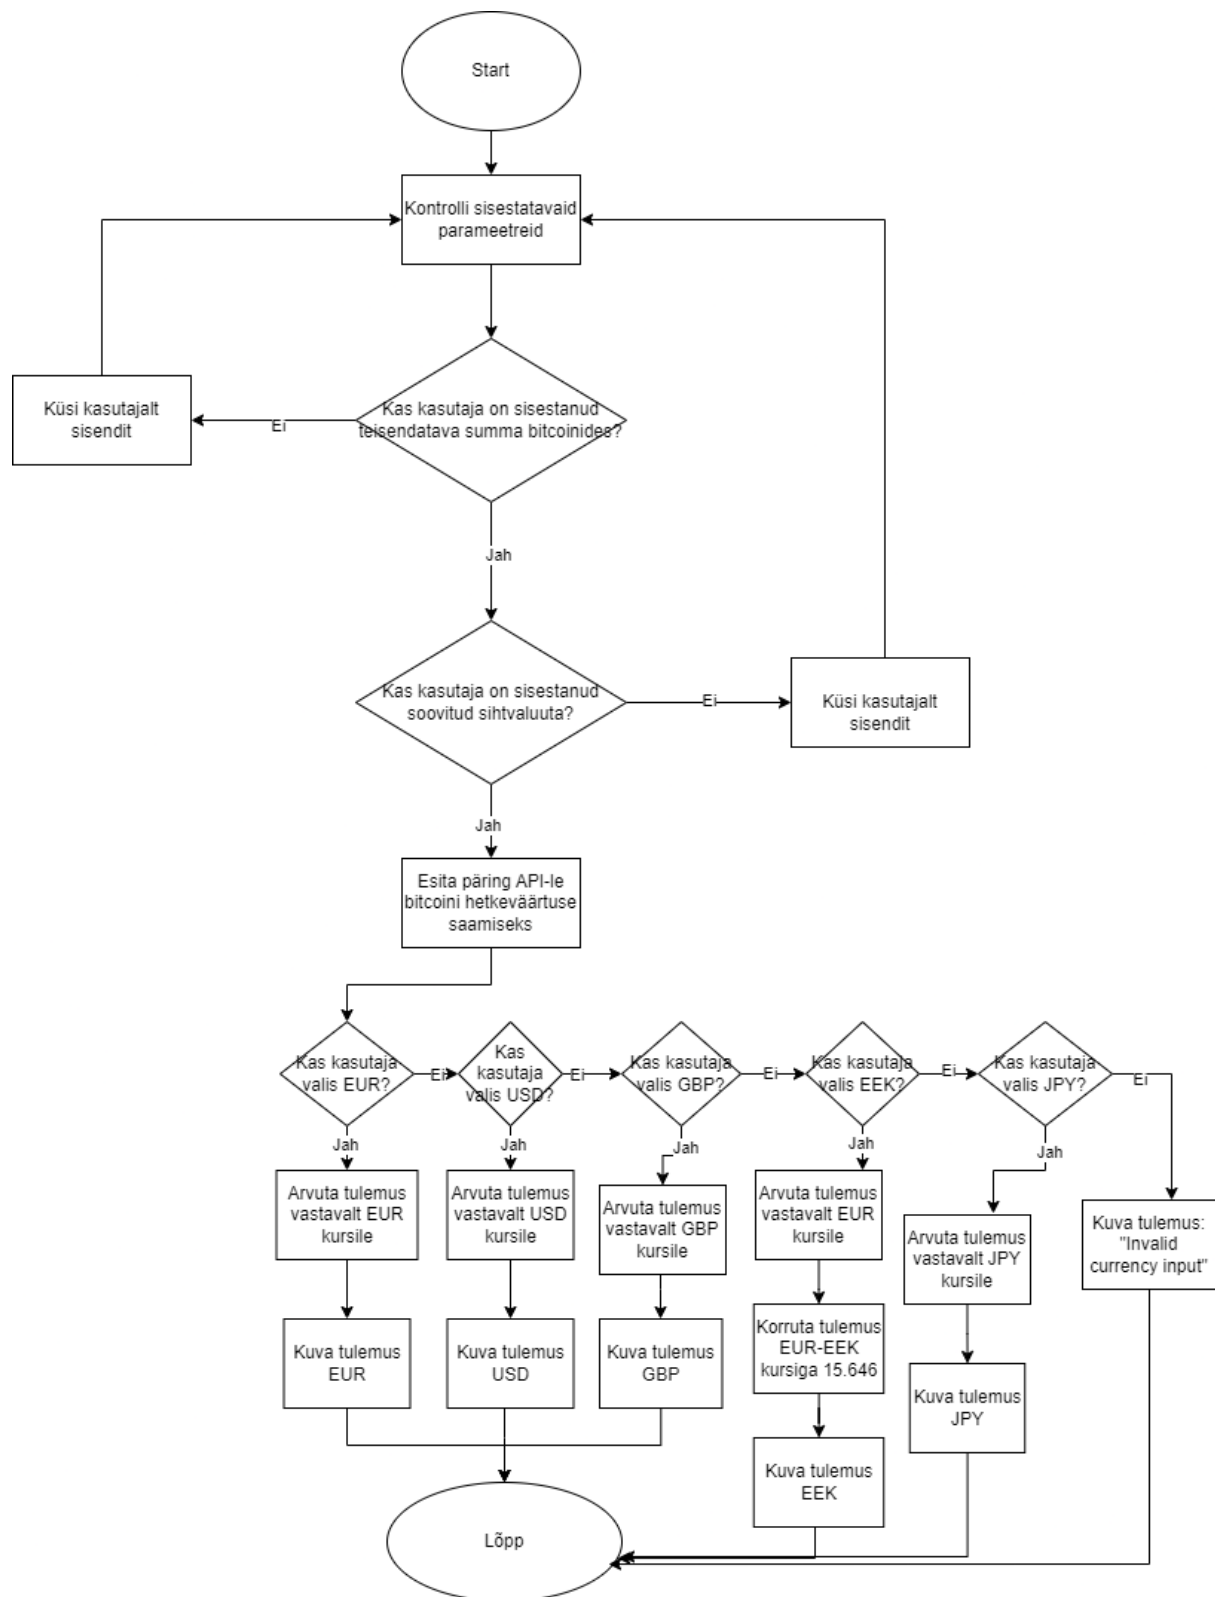 Start
Kontrolli sisestatavaid
parameetreid
Kas kasutaja on sisestanud
teisendatava summa bitcoinides?
Ei
Küsi kasutajalt
sisendit
Jah
Kas kasutaja on sisestanud
soovitud sihtvaluuta?
Ei
Küsi kasutajalt
sisendit
Jah
Esita päring API-le
bitcoini hetkeväärtuse
saamiseks
Kas kasutaja
valis EUR?
Ei
Kas
kasutaja
valis USD?
Ei
Kas kasutaja
valis GBP?
Ei
Kas kasutaja
valis EEK?
Ei
Kas kasutaja
valis JPY?
Ei
Jah
Jah
Jah
Jah
Jah
Arvuta tulemus
vastavalt EUR
kursile
Arvuta tulemus
vastavalt USD
kursile
Arvuta tulemus
vastavalt GBP
kursile
Arvuta tulemus
vastavalt EUR
kursile
Arvuta tulemus
vastavalt JPY
kursile
Kuva tulemus:
"Invalid
currency input"
Kuva tulemus
EUR
Kuva tulemus
USD
Kuva tulemus
GBP
Korruta tulemus
EUR-EEK
kursiga 15.646
Kuva tulemus
JPY
Kuva tulemus
EEK
Lõpp